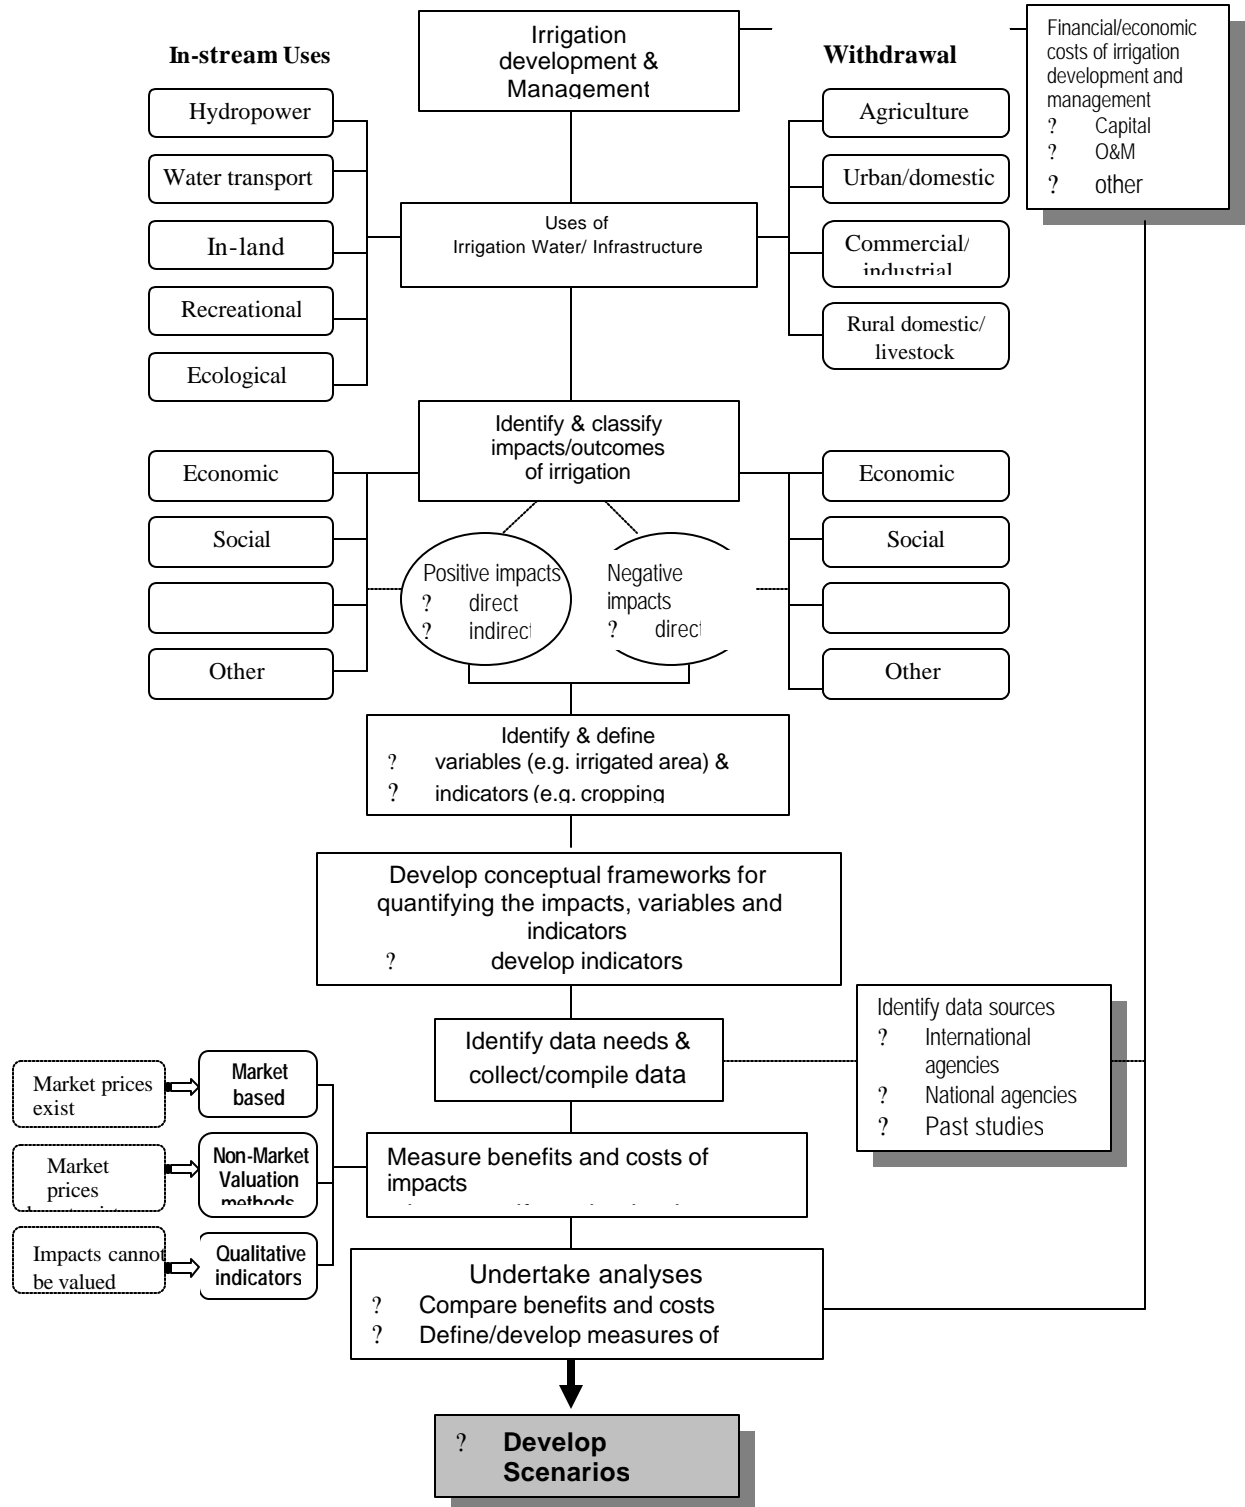 Irrigation
development &
Management
In-stream Uses
Withdrawal
Financial/economic
costs of irrigation
development and
management
? Capital
? O&M
? other
Hydropower
Water transport
In-land
Recreational
Ecological
Uses of
Irrigation Water/ Infrastructure
Agriculture
Urban/domestic
Commercial/
industrial
Rural domestic/
livestock
Identify & classify
impacts/outcomes
of irrigation
Economic
Social
Other
Positive impacts
? direct
? indirect
Negative
impacts
? direct
Economic
Social
Other
Identify & define
? variables (e.g. irrigated area) &
? indicators (e.g. cropping
Develop conceptual frameworks for
quantifying the impacts, variables and
indicators
? develop indicators
Identify data needs &
collect/compile data
Identify data sources
? International
agencies
? National agencies
? Past studies
Market prices
exist
Market
based
Market
prices
Non-Market
Valuation
methods
Impacts cannot
be valued
Qualitative
indicators
Measure benefits and costs of
impacts
Undertake analyses
? Compare benefits and costs
? Define/develop measures of
? Develop
Scenarios